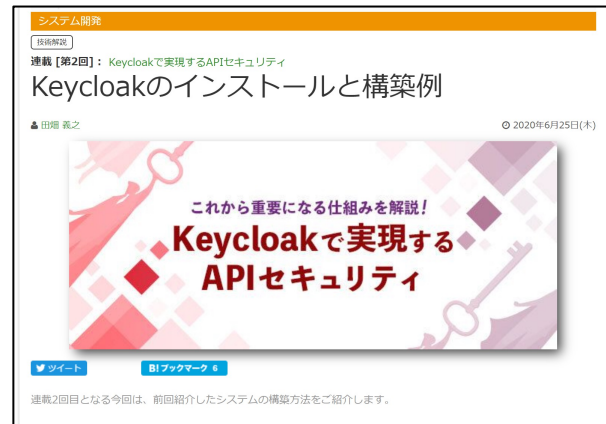 システム開発
技術解説
連載 [第2回]： Keycloakで実現するAPIセキュリティ
Keycloakのインストールと構築例
田畑 義之
2020年6月25日(木)
これから重要になる仕組みを解説!
Keycloakで実現する
APIセキュリティ
ツイート
B! ブックマーク 6
連載2回目となる今回は、前回紹介したシステムの構築方法をご紹介します。